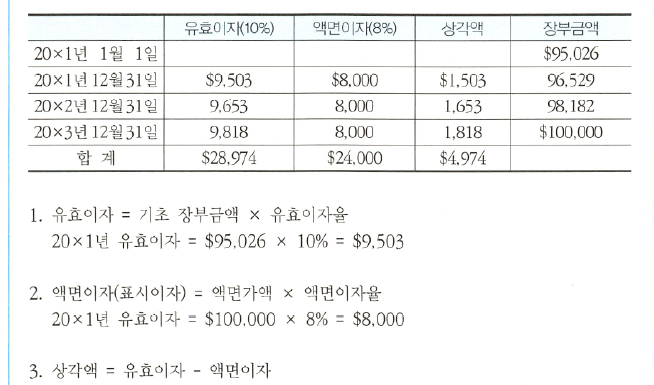 유효이자(10%) 액면이자(8%) 상각액 장부금액
20×1년 1월 1일 $95,026
20×1년 12월31일 $9,503 $8,000 $1,503 96,529
20×2년 12월31일 9,653 8,000 1,653 98,182
20×3년 12월31일 9,818 8,000 1,818 $100,000
합 계 $28,974 $24,000 $4,974
1. 유효이자 = 기초 장부금액 × 유효이자율
20×1년 유효이자 = $95,026 × 10% = $9,503
2. 액면이자(표시이자) = 액면가액 × 액면이자율
20×1년 유효이자 = $100,000 × 8% = $8,000
3. 상각액 = 유효이자 - 액면이자